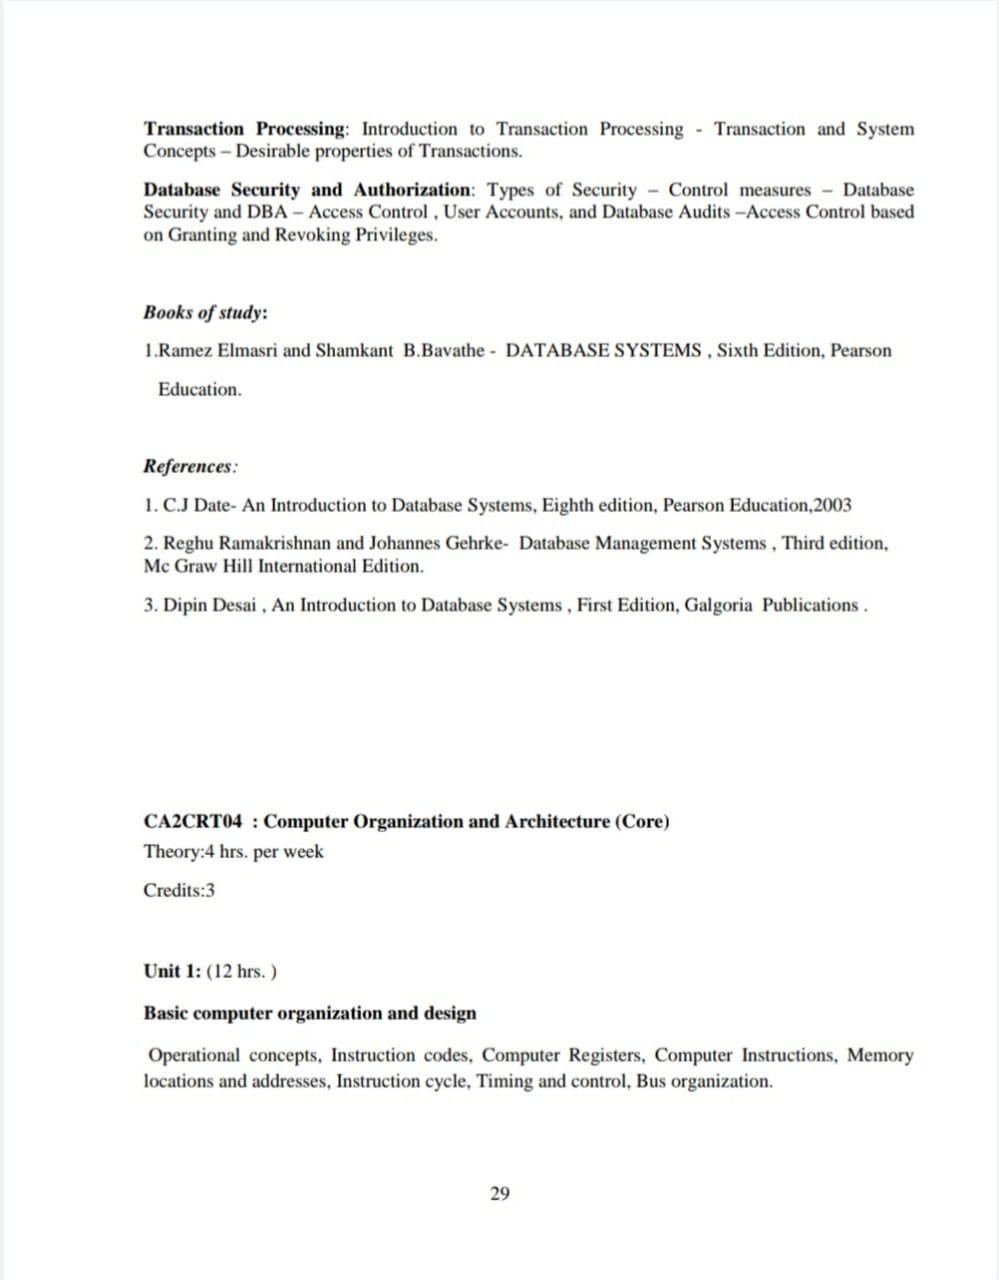 Transaction Processing: Introduction to Transaction Processing - Transaction and System
Concepts – Desirable properties of Transactions.
Database Security and Authorization: Types of Security – Control measures – Database
Security and DBA – Access Control , User Accounts, and Database Audits –Access Control based
on Granting and Revoking Privileges.
Books of study:
1.Ramez Elmasri and Shamkant B.Bavathe - DATABASE SYSTEMS , Sixth Edition, Pearson
Education.
References:
1. C.J Date- An Introduction to Database Systems, Eighth edition, Pearson Education,2003
2. Reghu Ramakrishnan and Johannes Gehrke- Database Management Systems , Third edition,
Mc Graw Hill International Edition.
3. Dipin Desai , An Introduction to Database Systems , First Edition, Galgoria Publications .
CA2CRT04 : Computer Organization and Architecture (Core)
Theory:4 hrs. per week
Credits:3
Unit 1: (12 hrs. )
Basic computer organization and design
Operational concepts, Instruction codes, Computer Registers, Computer Instructions, Memory
locations and addresses, Instruction cycle, Timing and control, Bus organization.
29